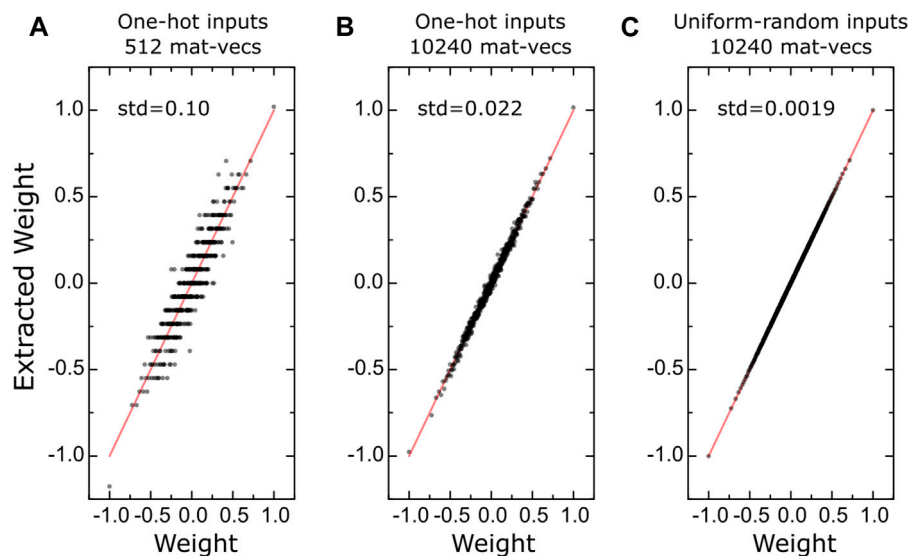 A
One-hot inputs
512 mat-vecs
B
One-hot inputs
10240 mat-vecs
C
Uniform-random inputs
10240 mat-vecs
std=0.10
std=0.022
std=0.0019
Extracted Weight
1.0
0.5
0.0
-0.5
-1.0
1.0
0.5
0.0
-0.5
-1.0
1.0
0.5
0.0
-0.5
-1.0
-1.0 -0.5 0.0 0.5 1.0
-1.0 -0.5 0.0 0.5 1.0
-1.0 -0.5 0.0 0.5 1.0
Weight
Weight
Weight